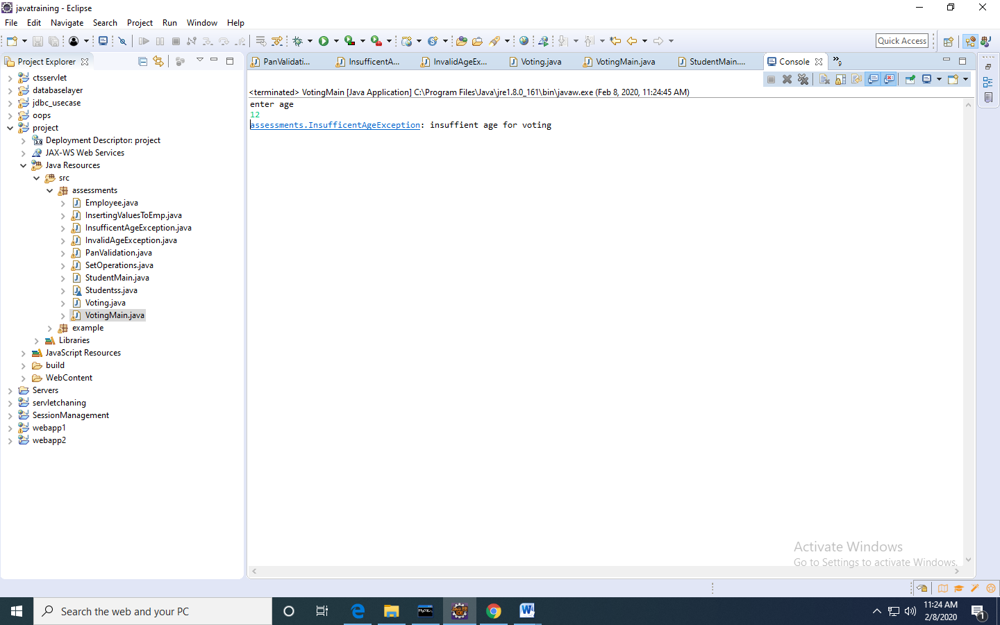 javatraining - Eclipse
File Edit Navigate Search Project Run Window Help
Quick Access
Project Explorer
PanValidati...
InsufficentA...
InvalidAgeEx...
Voting.java
VotingMain.java
StudentMain....
Console
»9
<terminated> VotingMain [Java Application] C:\Program Files\Java\jre1.8.0_161\bin\javaw.exe (Feb 8, 2020, 11:24:45 AM)
enter age
12
assessments.InsufficentAgeException: insuffient age for voting
ctsservlet
databaselayer
jdbc_usecase
oops
project
Deployment Descriptor: project
JAX-WS Web Services
Java Resources
src
assessments
Employee.java
InsertingValuesToEmp.java
InsufficentAgeException.java
InvalidAgeException.java
PanValidation.java
SetOperations.java
StudentMain.java
Studentss.java
Voting.java
VotingMain.java
example
Libraries
JavaScript Resources
build
WebContent
Servers
servletchaning
SessionManagement
webapp1
webapp2
Activate Windows
Go to Settings to activate Windows.
Search the web and your PC
11:24 AM
2/8/2020
1